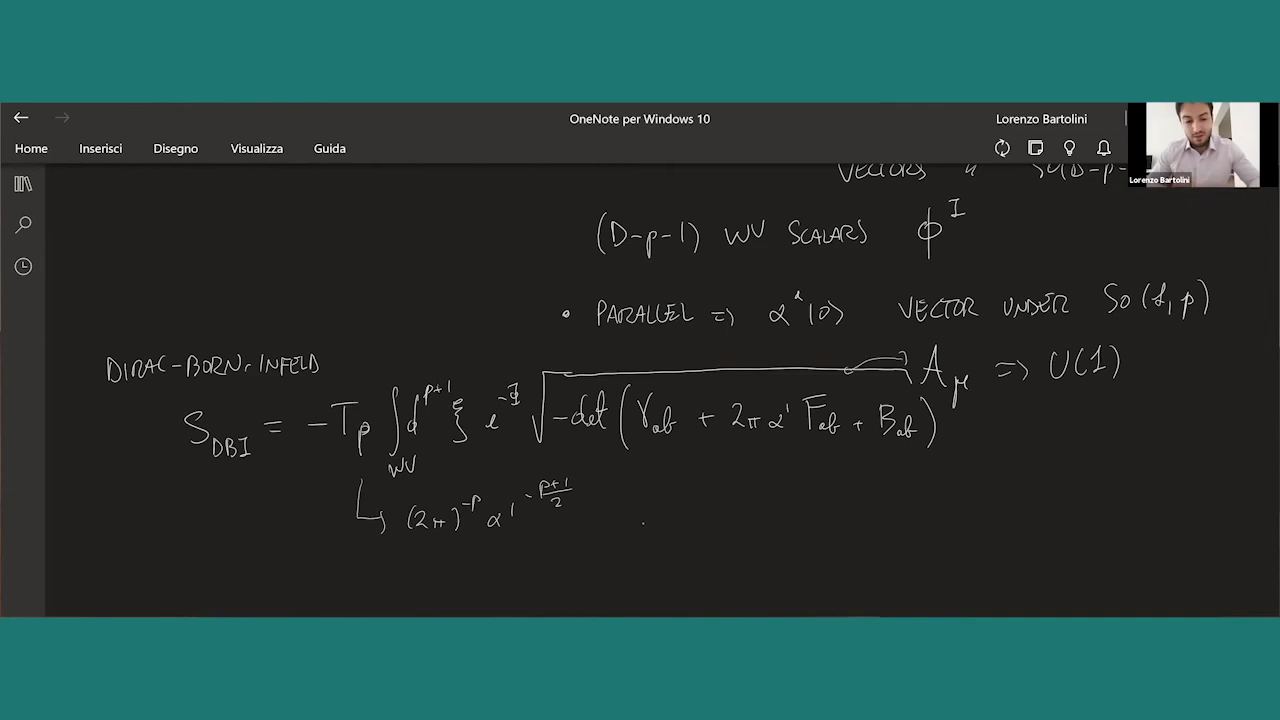 OneNote per Windows 10
Lorenzo Bartolini
Home Inserisci Disegno Visualizza Guida
Lorenzo Bartolini
VECTORS
(D-p-1) WV SCALARS ϕ^I
• PARALLEL ⇒ α^a |0⟩ VECTOR UNDER SO(1,p)
A_μ ⇒ U(1)
DIRAC-BORN-INFELD
S_DBI = -T_p ∫_WV d^{p+1}ξ e^{-Φ} √(-det(γ_ab + 2πα' F_ab + B_ab))
↳ (2π)^{-p} α'^{-\frac{p+1}{2}}